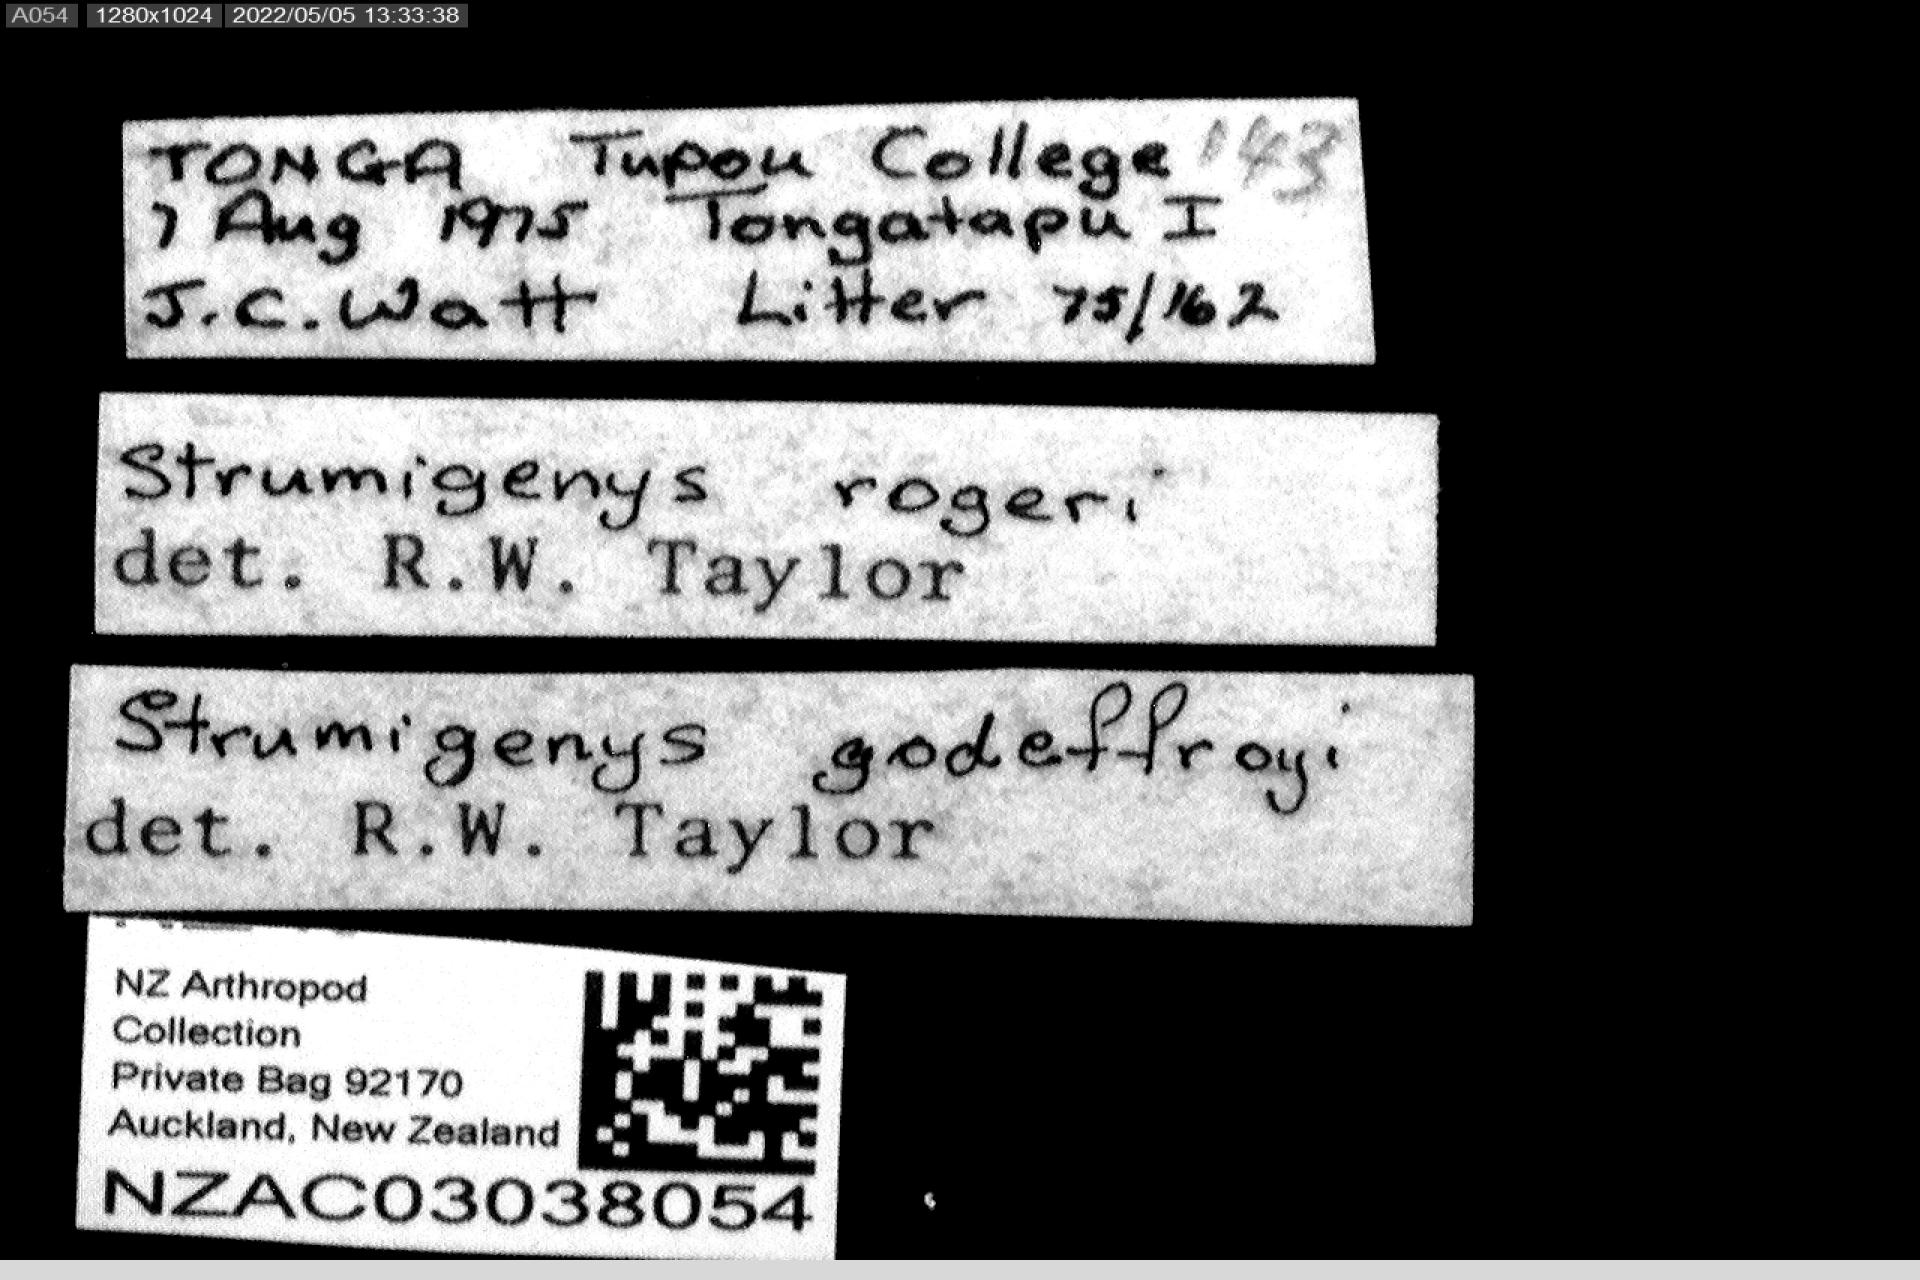 A054 1280x1024 2022/05/05 13:33:38
TONGA Tupou College 143
7 Aug 1975 Tongatapu I
J.C. Watt Litter 75/162
Strumigenys rogeri
det. R.W. Taylor
Strumigenys godeffroyi
det. R.W. Taylor
NZ Arthropod
Collection
Private Bag 92170
Auckland, New Zealand
NZAC03038054